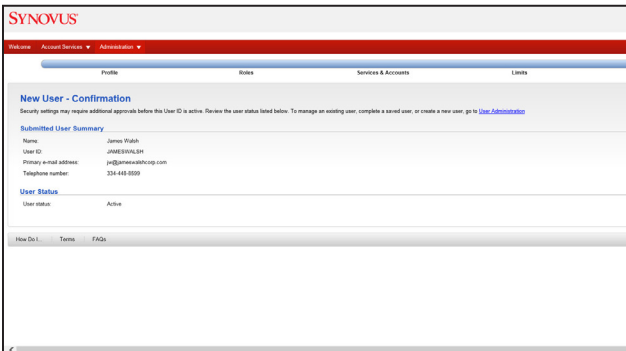 SYNOVUS®
Welcome Account Services Administration
Profile Roles Services & Accounts Limits
New User - Confirmation
Security settings may require additional approvals before this User ID is active. Review the user status listed below. To manage an existing user, complete a saved user, or create a new user, go to User Administration
Submitted User Summary
Name: James Walsh
User ID: JAMESWALSH
Primary e-mail address: jw@jameswalshcorp.com
Telephone number: 334-448-9599
User Status
User status: Active
How Do I... Terms FAQs